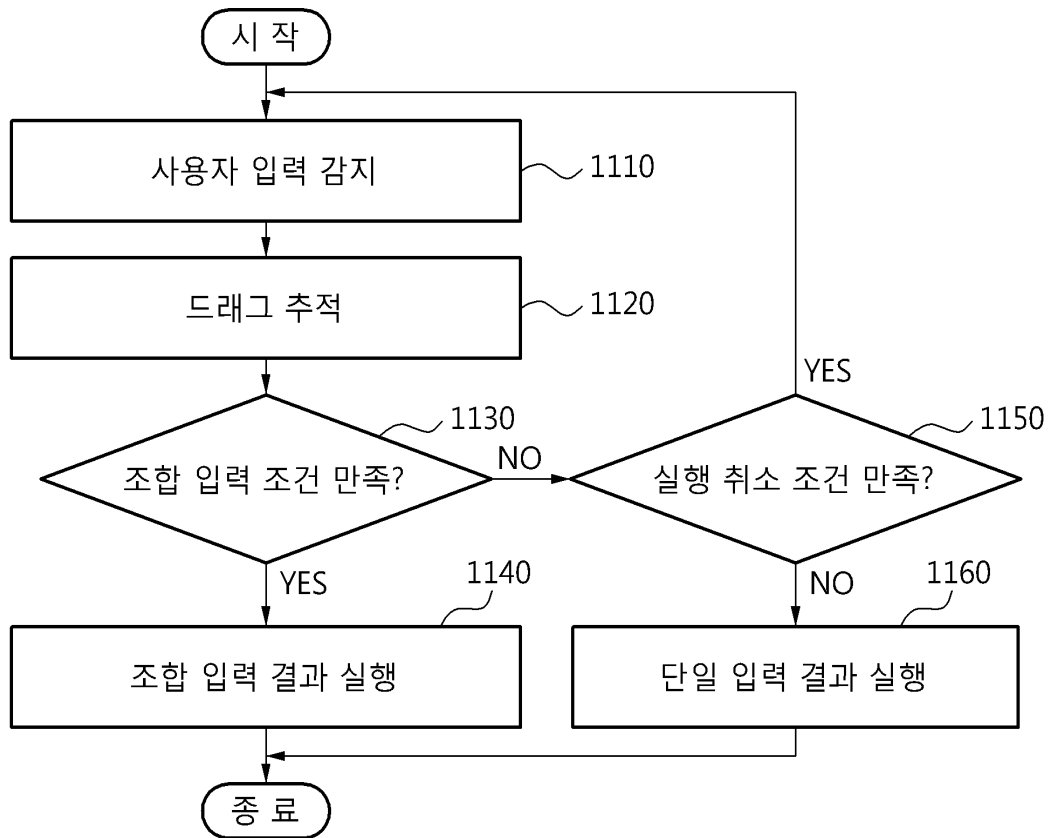 시 작
사용자 입력 감지
1110
드래그 추적
1120
YES
1130
1150
조합 입력 조건 만족?
NO
실행 취소 조건 만족?
YES
1140
NO
1160
조합 입력 결과 실행
단일 입력 결과 실행
종 료